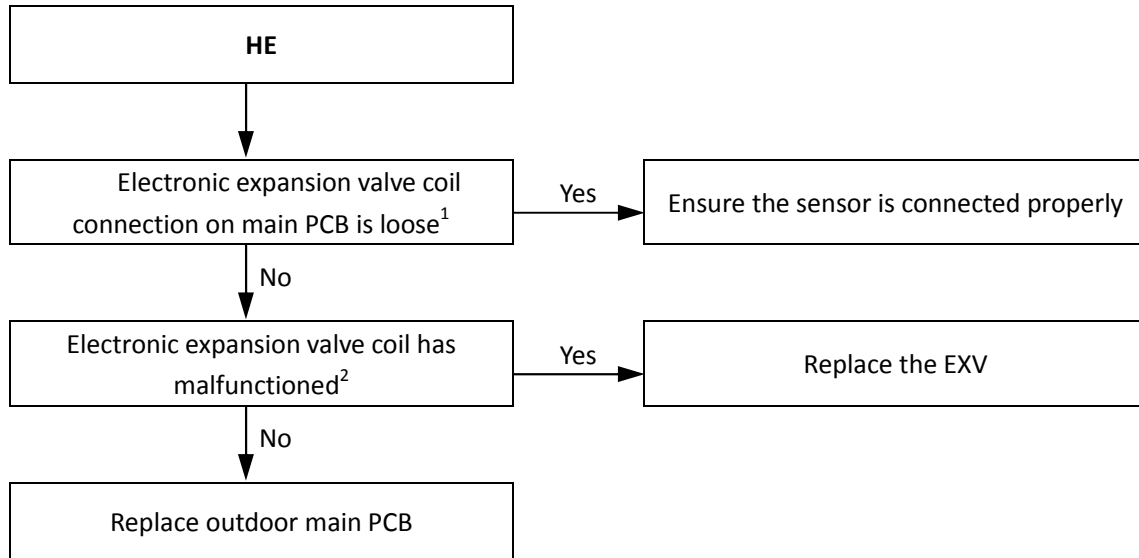 HE
Electronic expansion valve coil
connection on main PCB is loose1
Yes
Ensure the sensor is connected properly
No
Electronic expansion valve coil has
malfunctioned2
Yes
Replace the EXV
No
Replace outdoor main PCB